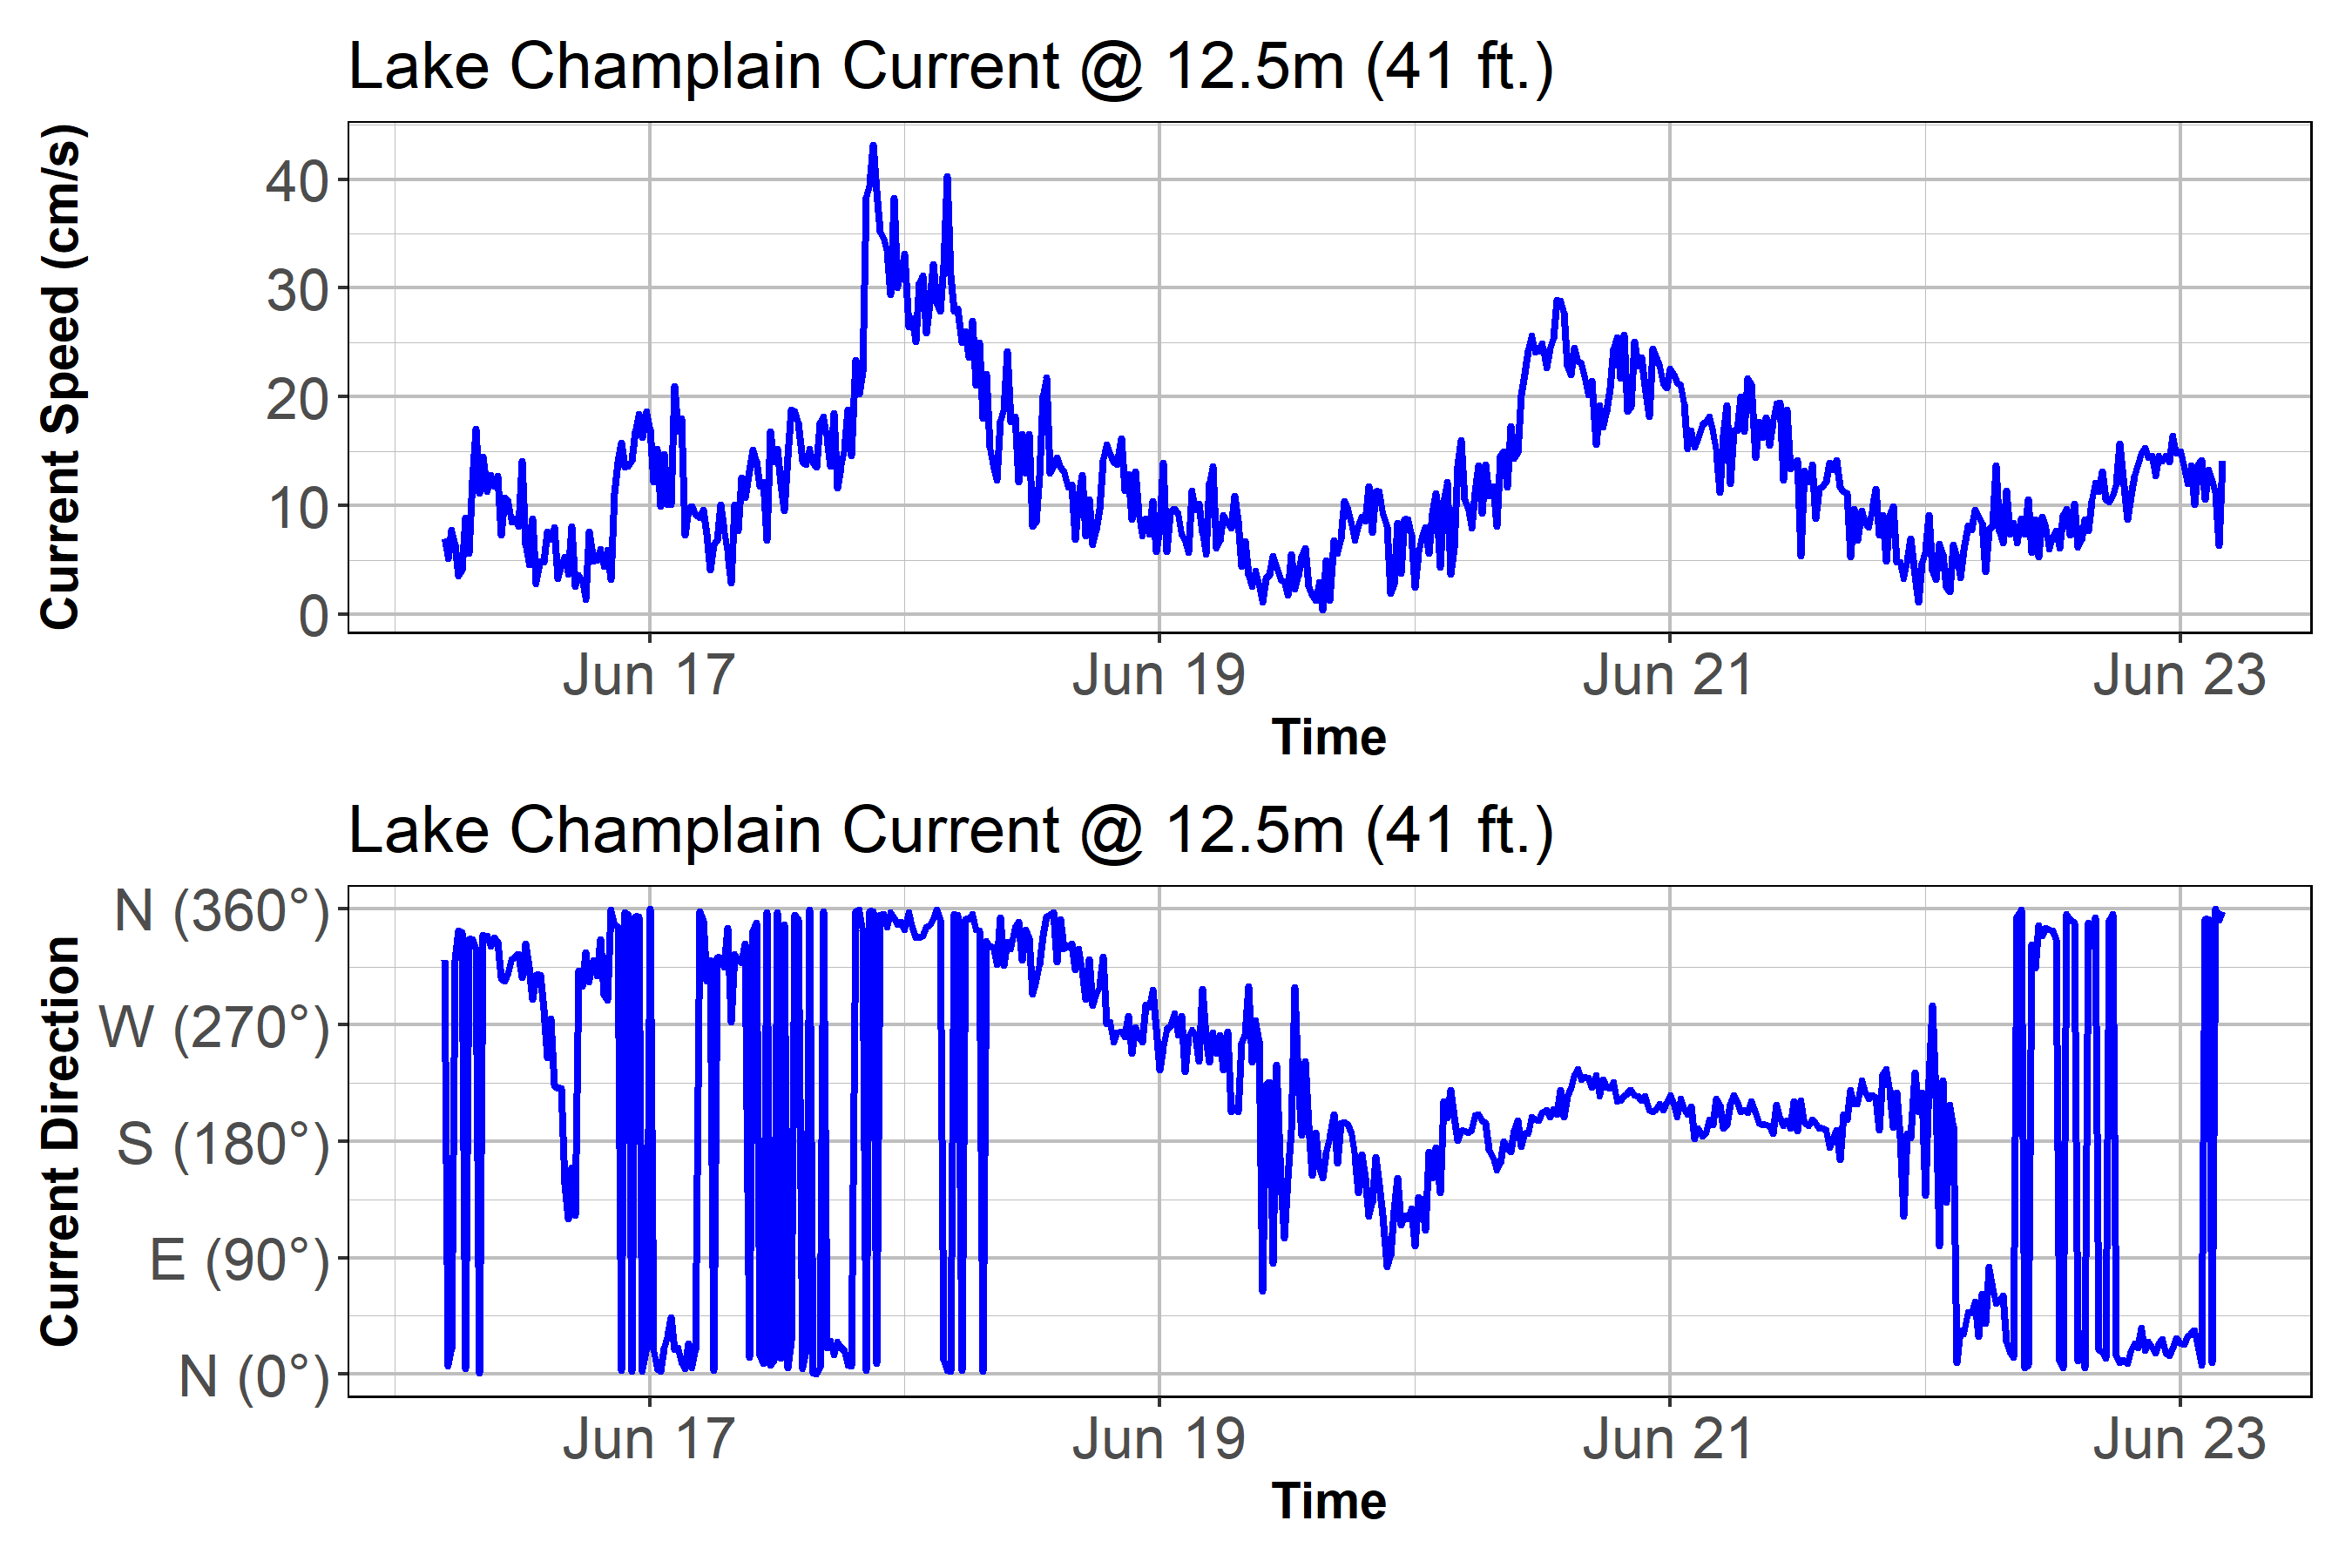 Lake Champlain Current @ 12.5m (41 ft.)
Current Speed (cm/s)
40
30
20
10
0
Jun 17 Jun 19 Jun 21 Jun 23
Time
Lake Champlain Current @ 12.5m (41 ft.)
Current Direction
N (360°)
W (270°)
S (180°)
E (90°)
N (0°)
Jun 17 Jun 19 Jun 21 Jun 23
Time